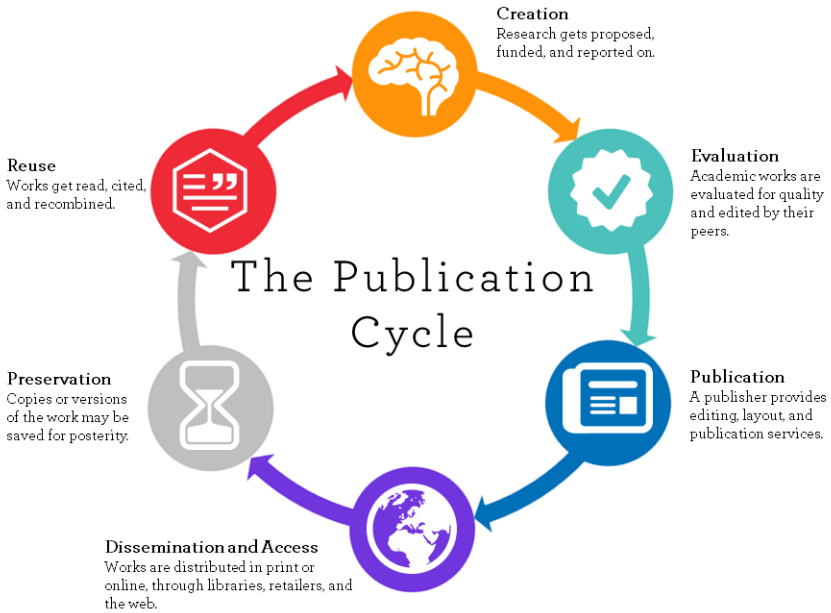 Creation
Research gets proposed,
funded, and reported on.
Evaluation
Academic works are
evaluated for quality
and edited by their
peers.
Publication
A publisher provides
editing, layout, and
publication services.
Dissemination and Access
Works are distributed in print or
online, through libraries, retailers, and
the web.
Preservation
Copies or versions
of the work may be
saved for posterity.
Reuse
Works get read, cited,
and recombined.
The Publication
Cycle